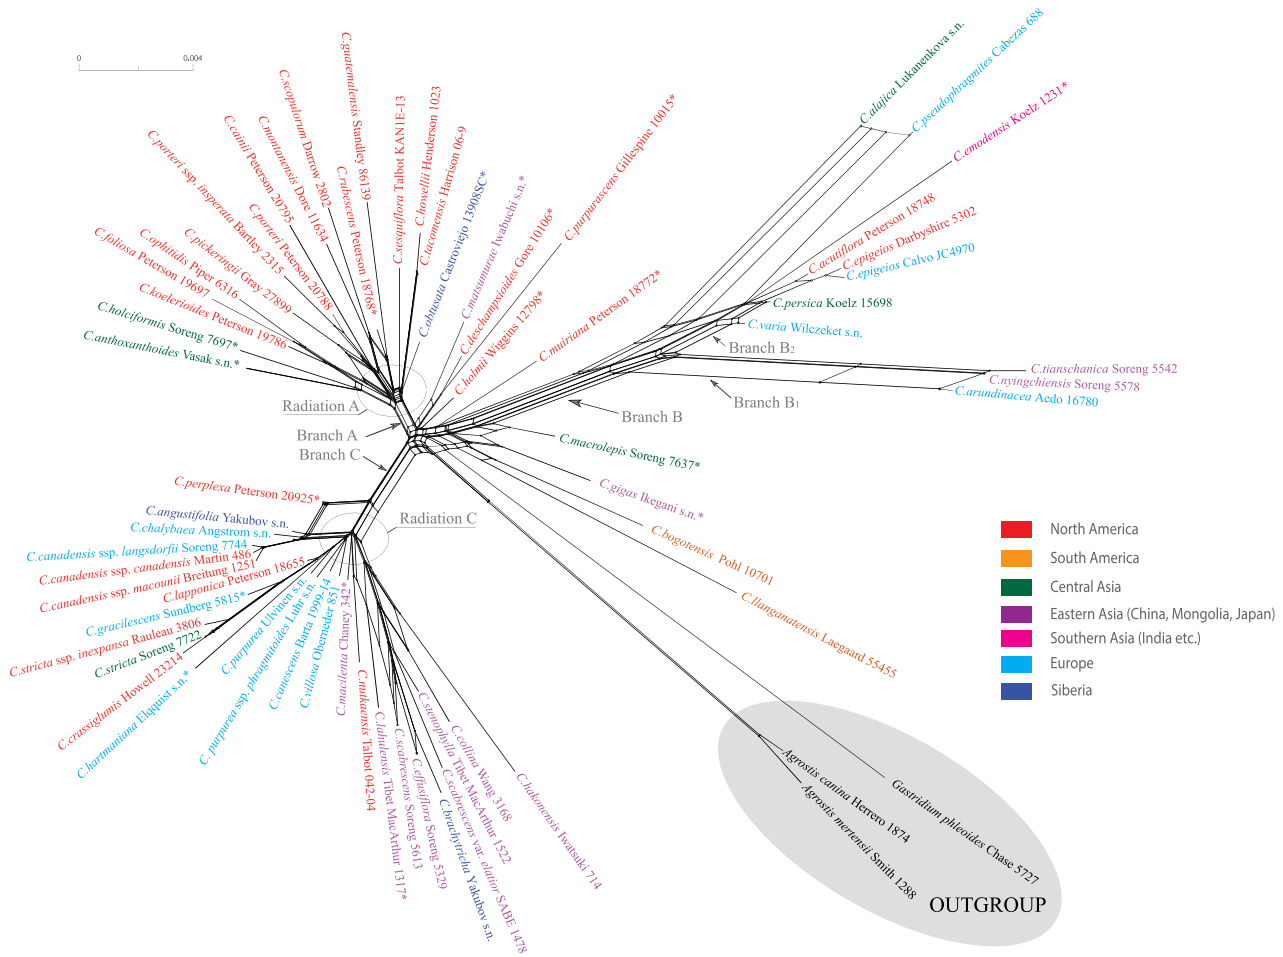 0
0.004
C.guatemalensis Standley 86139
C.scopulorum Darrow 2802
C.montanensis Dore 11634
C.cainii Peterson 20795
C.porteri ssp. insperata Bartley 2315
C.rubescens Peterson 18768*
C.porteri Peterson 20788
C.pickeringii Gray 27899
C.ophitidis Piper 6316
C.foliosa Peterson 19697
C.koelerioides Peterson 19786
C.holciformis Soreng 7697*
C.anthoxanthoides Vasak s.n.*
C.sesquiflora Talbot KAN1E-13
C.howellii Henderson 1023
C.tacomensis Harrison 06-9
C.obtusata Castroviejo 13908SC*
C.matsumurae Iwabuchi s.n.*
C.deschampsioides Gore 10106*
C.holmii Wiggins 12798*
C.purpurascens Gillespine 10015*
C.muiriana Peterson 18772*
C.alajica Lukanenkova s.n.
C.pseudophragmites Cabezas 688
C.emodensis Koelz 1231*
C.acutiflora Peterson 18748
C.epigeios Darbyshire 5302
C.epigeios Calvo JC4970
C.persica Koelz 15698
C.varia Wilczeket s.n.
Branch B2
C.tianschanica Soreng 5542
C.nyingchiensis Soreng 5578
C.arundinacea Aedo 16780
Branch B1
Branch B
Radiation A
Branch A
Branch C
C.macrolepis Soreng 7637*
C.gigas Ikegani s.n.*
C.bogotensis Pohl 10701
C.llanganatensis Laegaard 55455
Radiation C
C.perplexa Peterson 20925*
C.angustifolia Yakubov s.n.
C.chalybaea Angstrom s.n.
C.canadensis ssp. langsdorfii Soreng 7744
C.canadensis ssp. canadensis Martin 486
C.canadensis ssp. macounii Breitung 1251
C.lapponica Peterson 18655
C.gracilescens Sundberg 5815*
C.stricta ssp. inexpansa Rauleau 3806
C.stricta Soreng 7722
C.crassiglumis Howell 23214
C.hartmaniana Elqquist s.n.*
C.purpurea Ulvinen s.n.
C. purpurea ssp. phragmitoides Luhr s.n.
C.canescens Barta 1999-14
C.villosa Oberneder 851
C.macilenta Chaney 342*
C.nutkaensis Talbot 042-04
C.lahulensis Tibet MacArthur 1317*
C.scabrescens Soreng 5613
C.effusiflora Soreng 5329
C.brachytricha Yakubov s.n.
C.scabrescens var. elatior SABE 1478
C.stenophylla Tibet MacArthur 1522
C.collina Wang 3168
C.hakonensis Iwatsuki 714
Agrostis canina Herrero 1874
Agrostis mertensii Smith 1288
Gastridium phleoides Chase 5727
OUTGROUP
North America
South America
Central Asia
Eastern Asia (China, Mongolia, Japan)
Southern Asia (India etc.)
Europe
Siberia